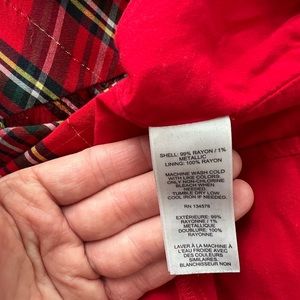 SHELL: 99% RAYON / 1%
METALLIC
LINING: 100% RAYON
MACHINE WASH COLD
WITH LIKE COLORS.
ONLY NON-CHLORINE
BLEACH WHEN
NEEDED.
TUMBLE DRY LOW.
COOL IRON IF NEEDED.
RN 134576
EXTÉRIEURE: 99%
RAYONNE / 1%
METALLIQUE
DOUBLURE: 100%
RAYONNE
LAVER À LA MACHINE À
L'EAU FROIDE AVEC
DES COULEURS
SIMILAIRES.
BLANCHISSEUR NON